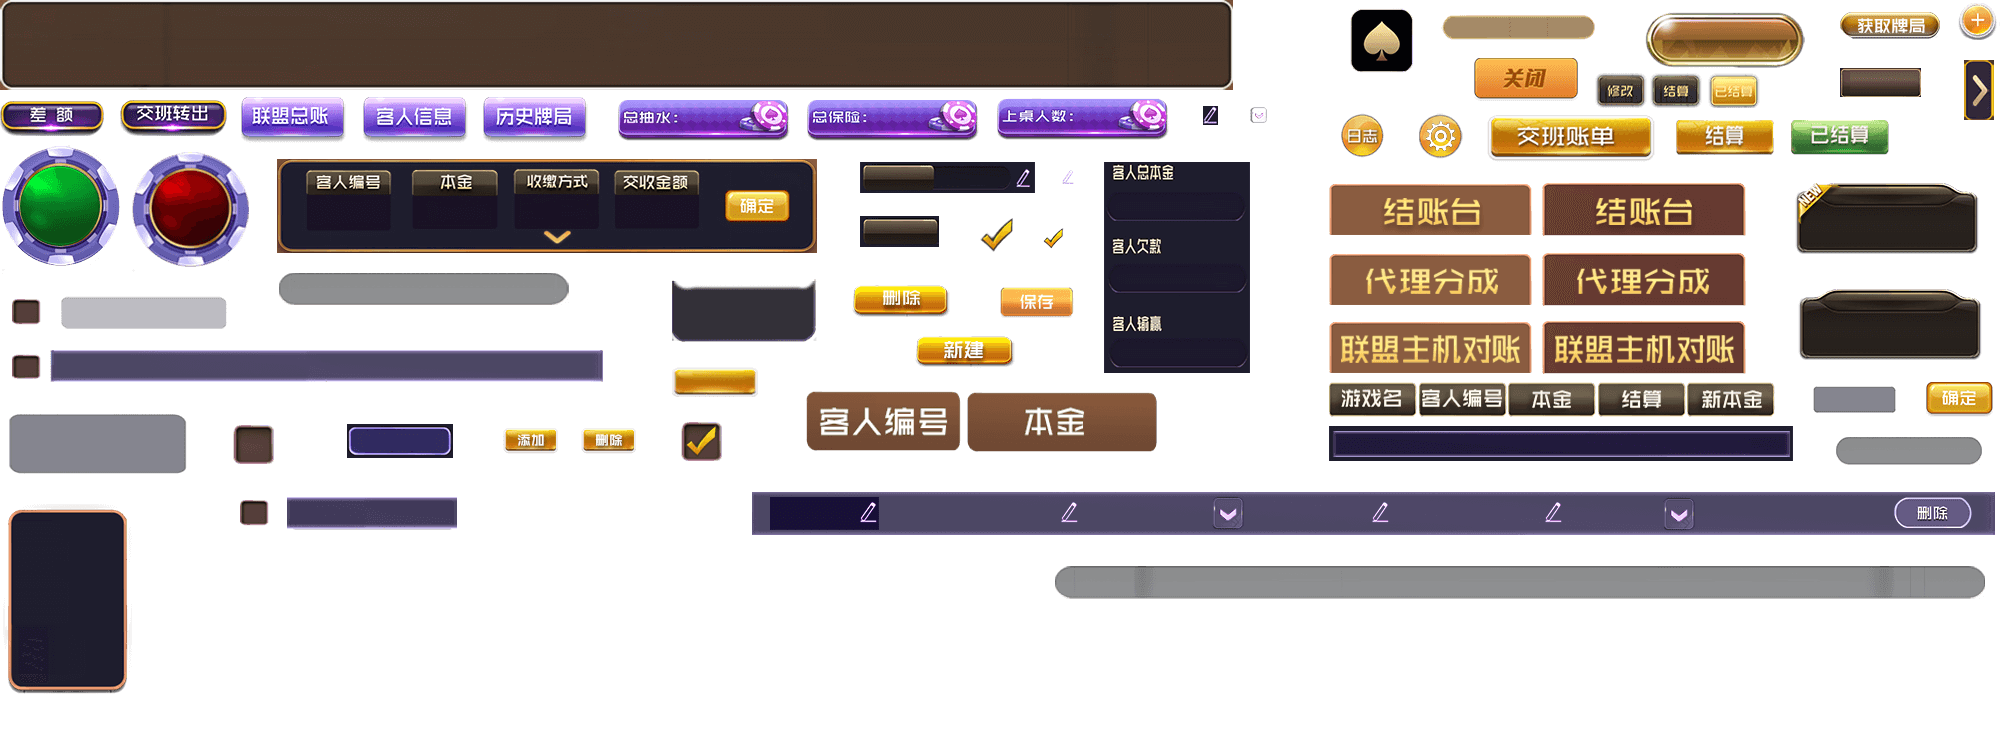 获取牌局
关闭
修改
结算
已结算
差 额
交班转出
联盟总账
客人信息
历史牌局
总抽水:
总保险:
上桌人数:
日志
交班账单
结算
已结算
客人编号
本金
收缴方式
交收金额
确定
客人总本金
客人欠款
客人输赢
NEW
结账台
结账台
代理分成
代理分成
联盟主机对账
联盟主机对账
删除
保存
新建
游戏名
客人编号
本金
结算
新本金
确定
客人编号
本金
添加
删除
删除